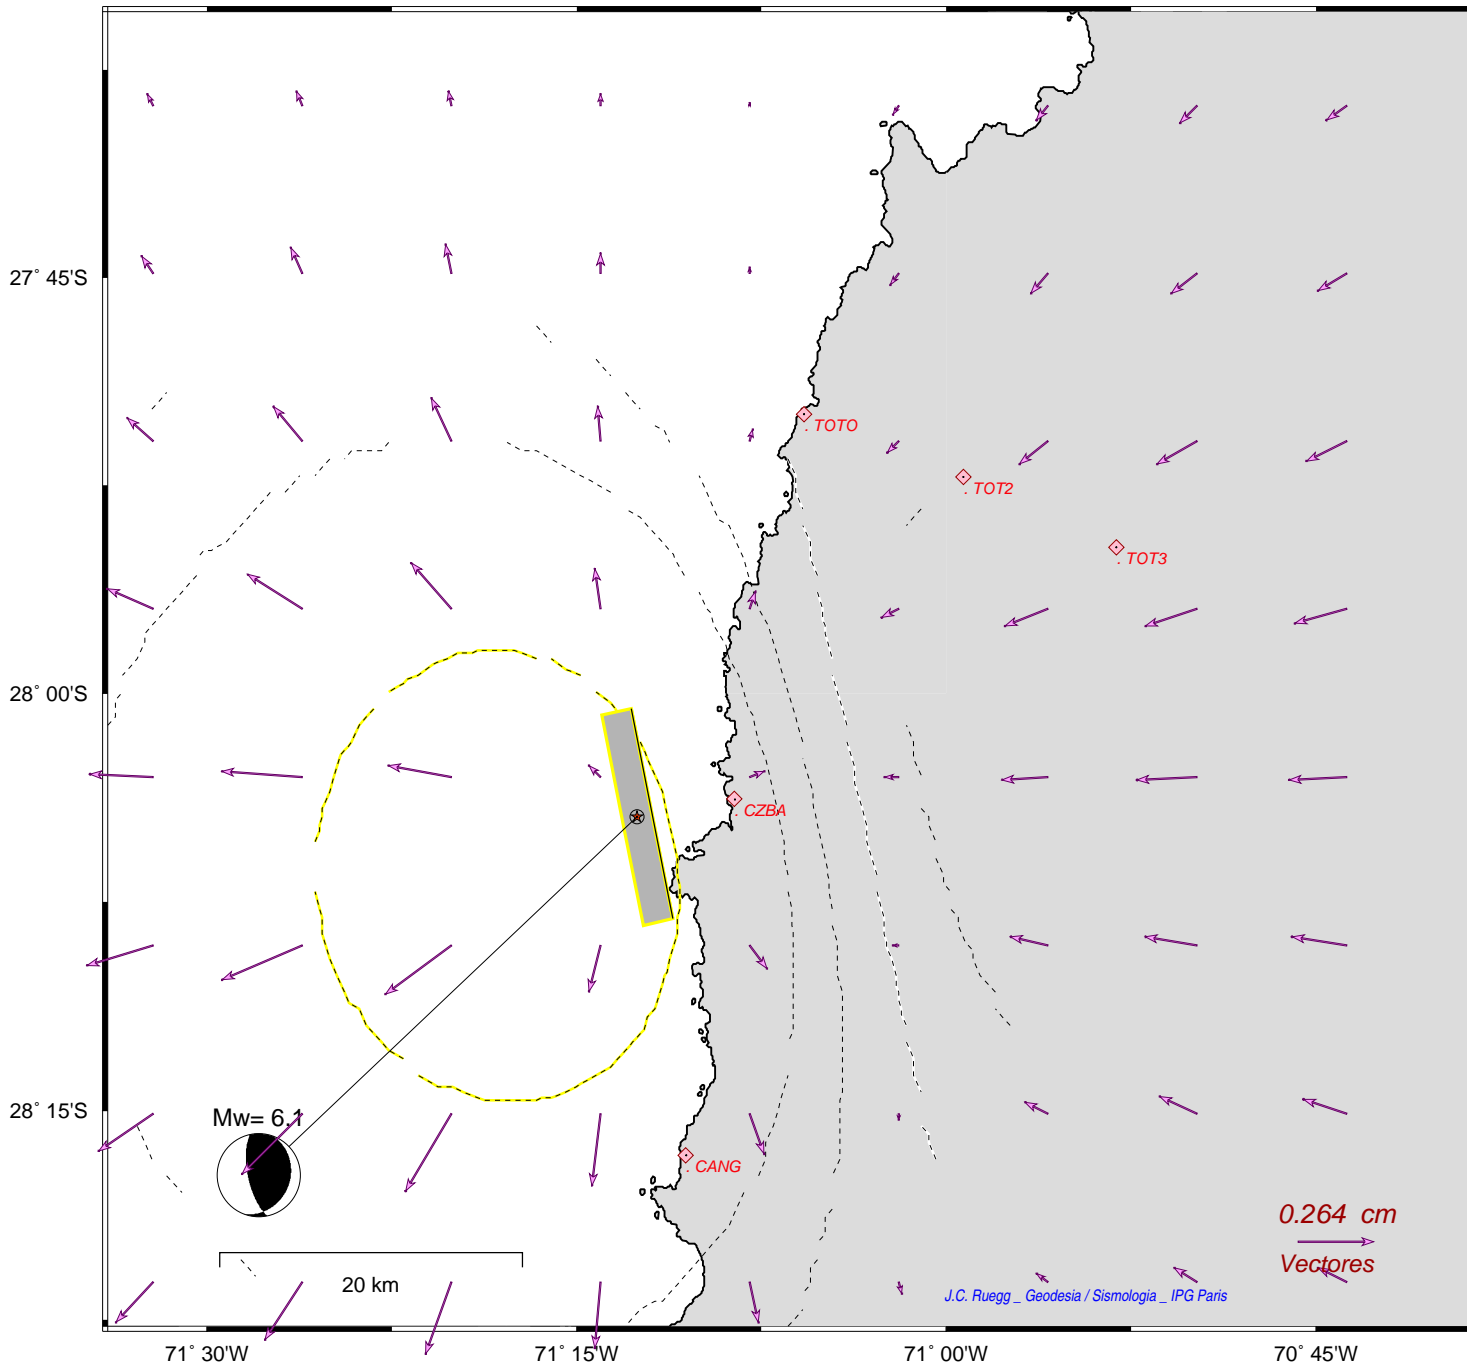 27° 45'S
. TOTO
. TOT2
. TOT3
28° 00'S
. CZBA
28° 15'S
Mw= 6.1
. CANG
0.264 cm
Vectores
20 km
J.C. Ruegg _ Geodesia / Sismologia _ IPG Paris
71° 30'W
71° 15'W
71° 00'W
70° 45'W